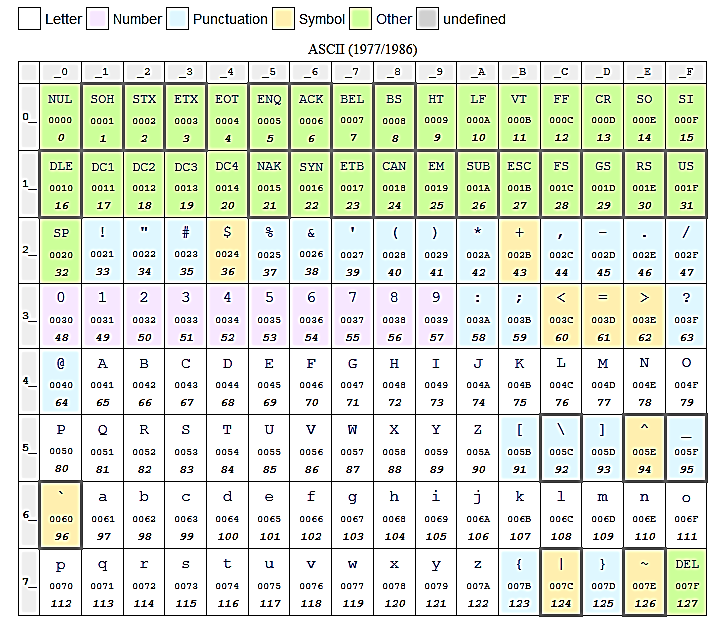 Letter Number Punctuation Symbol Other undefined
ASCII (1977/1986)
_0 _1 _2 _3 _4 _5 _6 _7 _8 _9 _A _B _C _D _E _F
0_ NUL SOH STX ETX EOT ENQ ACK BEL BS HT LF VT FF CR SO SI
0000 0001 0002 0003 0004 0005 0006 0007 0008 0009 000A 000B 000C 000D 000E 000F
0 1 2 3 4 5 6 7 8 9 10 11 12 13 14 15
1_ DLE DC1 DC2 DC3 DC4 NAK SYN ETB CAN EM SUB ESC FS GS RS US
0010 0011 0012 0013 0014 0015 0016 0017 0018 0019 001A 001B 001C 001D 001E 001F
16 17 18 19 20 21 22 23 24 25 26 27 28 29 30 31
2_ SP ! " # $ % & ' ( ) * + , - . /
0020 0021 0022 0023 0024 0025 0026 0027 0028 0029 002A 002B 002C 002D 002E 002F
32 33 34 35 36 37 38 39 40 41 42 43 44 45 46 47
3_ 0 1 2 3 4 5 6 7 8 9 : ; < = > ?
0030 0031 0032 0033 0034 0035 0036 0037 0038 0039 003A 003B 003C 003D 003E 003F
48 49 50 51 52 53 54 55 56 57 58 59 60 61 62 63
4_ @ A B C D E F G H I J K L M N O
0040 0041 0042 0043 0044 0045 0046 0047 0048 0049 004A 004B 004C 004D 004E 004F
64 65 66 67 68 69 70 71 72 73 74 75 76 77 78 79
5_ P Q R S T U V W X Y Z [ \ ] ^ _
0050 0051 0052 0053 0054 0055 0056 0057 0058 0059 005A 005B 005C 005D 005E 005F
80 81 82 83 84 85 86 87 88 89 90 91 92 93 94 95
6_ ` a b c d e f g h i j k l m n o
0060 0061 0062 0063 0064 0065 0066 0067 0068 0069 006A 006B 006C 006D 006E 006F
96 97 98 99 100 101 102 103 104 105 106 107 108 109 110 111
7_ p q r s t u v w x y z { | } ~ DEL
0070 0071 0072 0073 0074 0075 0076 0077 0078 0079 007A 007B 007C 007D 007E 007F
112 113 114 115 116 117 118 119 120 121 122 123 124 125 126 127